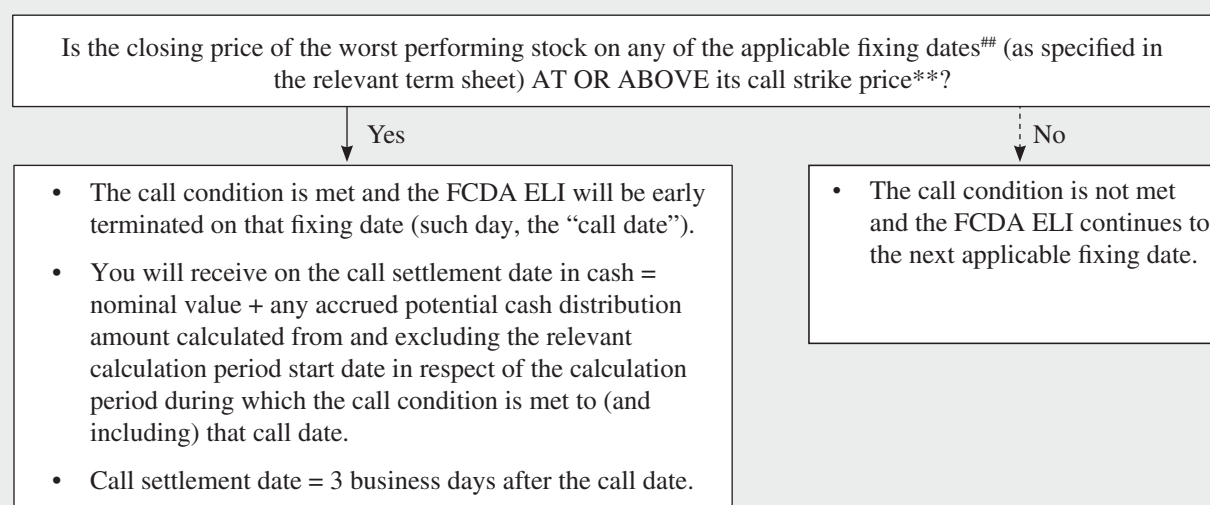 Is the closing price of the worst performing stock on any of the applicable fixing dates## (as specified in
the relevant term sheet) AT OR ABOVE its call strike price**?
Yes
No
• The call condition is met and the FCDA ELI will be early
terminated on that fixing date (such day, the “call date”).
• You will receive on the call settlement date in cash =
nominal value + any accrued potential cash distribution
amount calculated from and excluding the relevant
calculation period start date in respect of the calculation
period during which the call condition is met to (and
including) that call date.
• Call settlement date = 3 business days after the call date.
• The call condition is not met
and the FCDA ELI continues to
the next applicable fixing date.